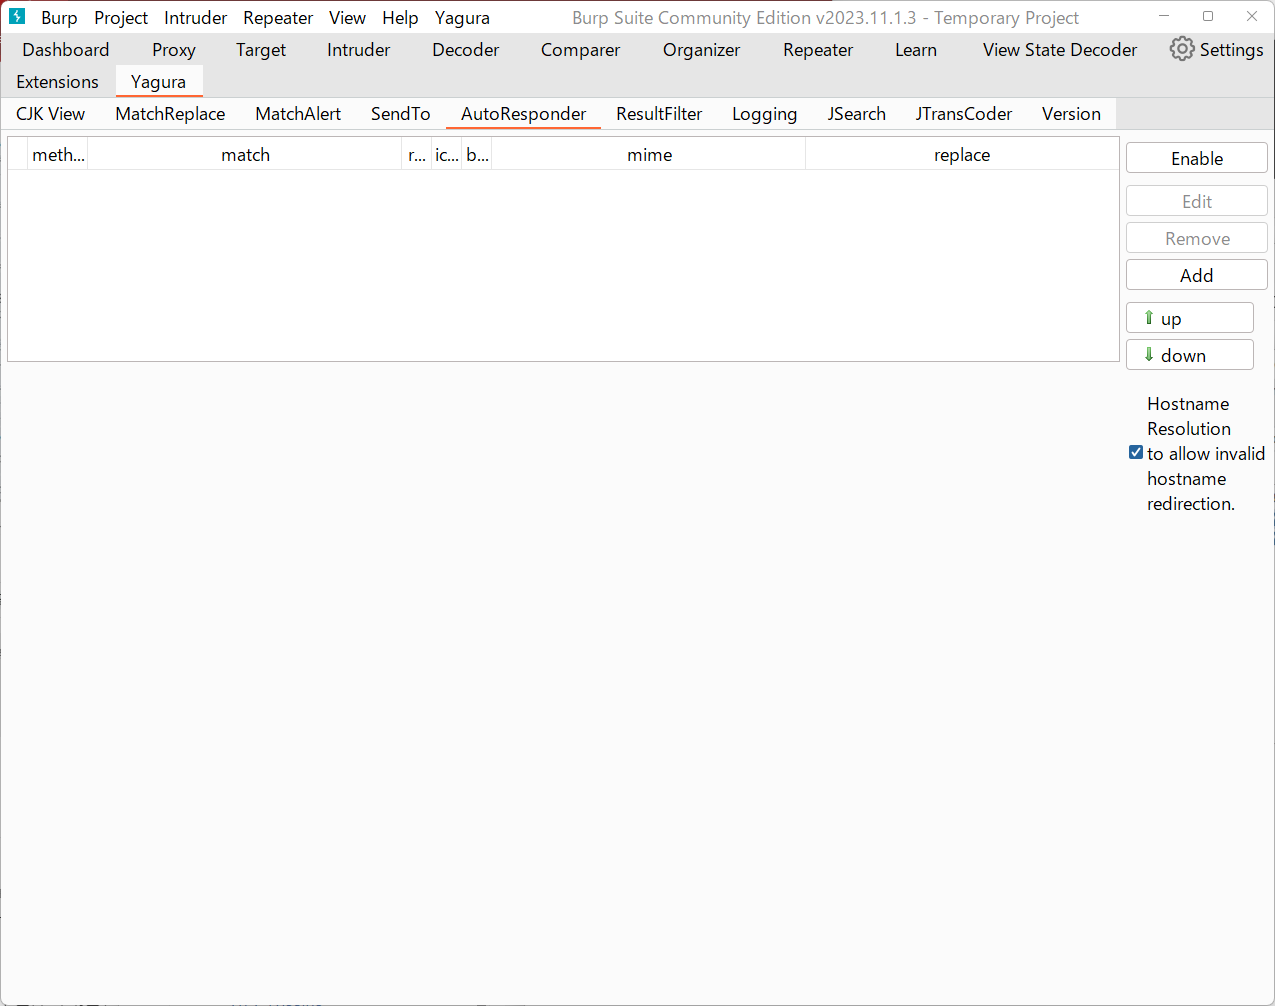 Burp Project Intruder Repeater View Help Yagura Burp Suite Community Edition v2023.11.1.3 - Temporary Project
Dashboard Proxy Target Intruder Decoder Comparer Organizer Repeater Learn View State Decoder Settings
Extensions Yagura
CJK View MatchReplace MatchAlert SendTo AutoResponder ResultFilter Logging JSearch JTransCoder Version
meth... match r... ic... b... mime replace
Enable
Edit
Remove
Add
up
down
Hostname
Resolution
to allow invalid
hostname
redirection.